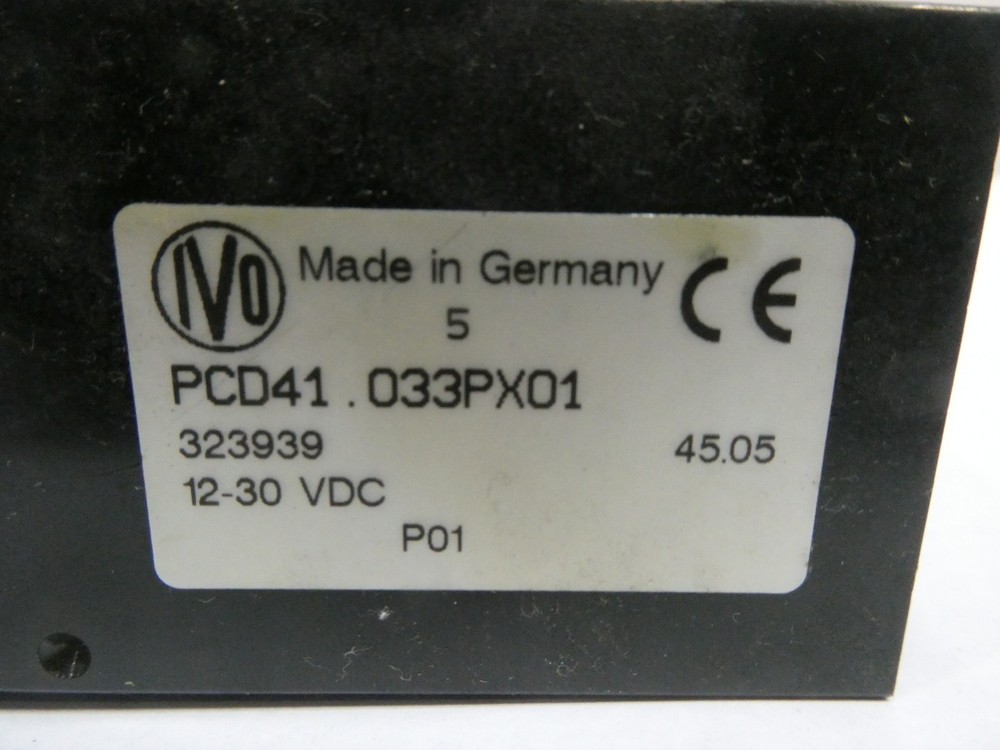 IVO Made in Germany CE
5
PCD41.033PX01
323939 45.05
12-30 VDC
P01